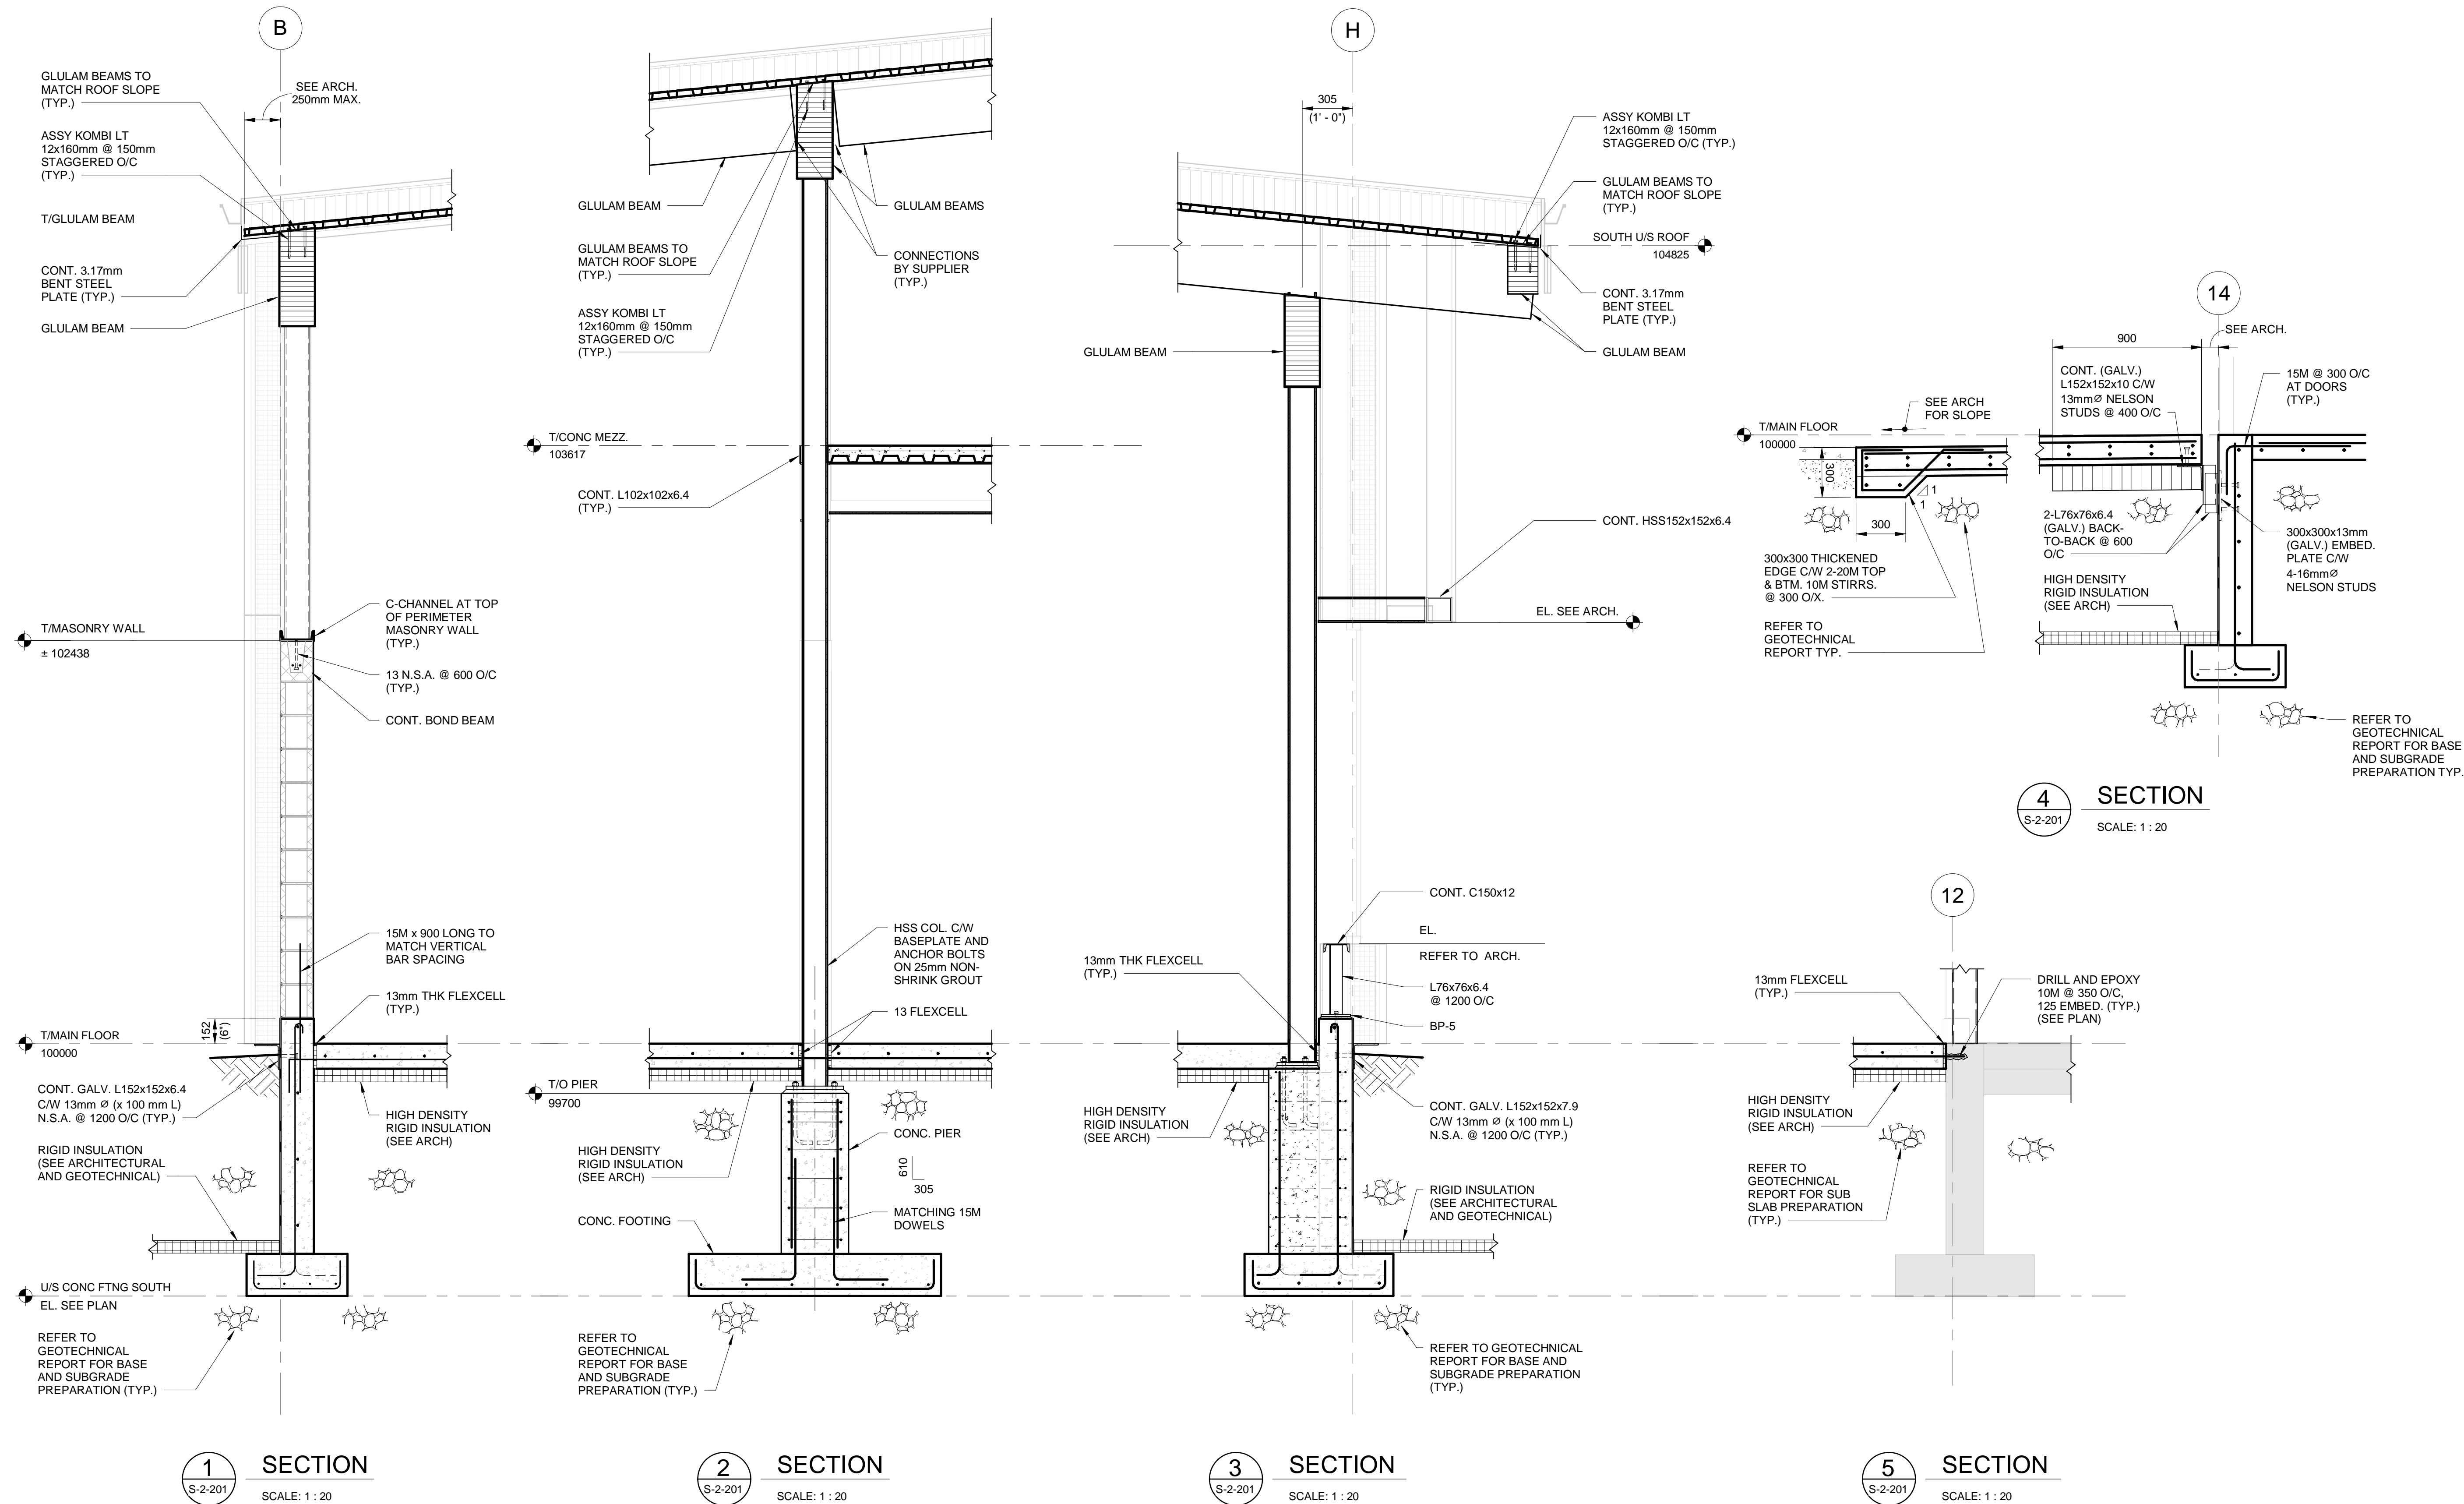 B
GLULAM BEAMS TO
MATCH ROOF SLOPE
(TYP.)
SEE ARCH.
250mm MAX.
ASSY KOMBI LT
12x160mm @ 150mm
STAGGERED O/C
(TYP.)
T/GLULAM BEAM
CONT. 3.17mm
BENT STEEL
PLATE (TYP.)
GLULAM BEAM
T/MASONRY WALL
± 102438
C-CHANNEL AT TOP
OF PERIMETER
MASONRY WALL
(TYP.)
13 N.S.A. @ 600 O/C
(TYP.)
CONT. BOND BEAM
15M x 900 LONG TO
MATCH VERTICAL
BAR SPACING
13mm THK FLEXCELL
(TYP.)
152
(6")
T/MAIN FLOOR
100000
CONT. GALV. L152x152x6.4
C/W 13mm Ø (x 100 mm L)
N.S.A. @ 1200 O/C (TYP.)
HIGH DENSITY
RIGID INSULATION
(SEE ARCH)
RIGID INSULATION
(SEE ARCHITECTURAL
AND GEOTECHNICAL)
U/S CONC FTNG SOUTH
EL. SEE PLAN
REFER TO
GEOTECHNICAL
REPORT FOR BASE
AND SUBGRADE
PREPARATION (TYP.)
1
S-2-201
SECTION
SCALE: 1 : 20
GLULAM BEAM
GLULAM BEAMS
GLULAM BEAMS TO
MATCH ROOF SLOPE
(TYP.)
CONNECTIONS
BY SUPPLIER
(TYP.)
ASSY KOMBI LT
12x160mm @ 150mm
STAGGERED O/C
(TYP.)
T/CONC MEZZ.
103617
CONT. L102x102x6.4
(TYP.)
HSS COL. C/W
BASEPLATE AND
ANCHOR BOLTS
ON 25mm NON-
SHRINK GROUT
13 FLEXCELL
T/O PIER
99700
CONC. PIER
HIGH DENSITY
RIGID INSULATION
(SEE ARCH)
610
305
CONC. FOOTING
MATCHING 15M
DOWELS
REFER TO
GEOTECHNICAL
REPORT FOR BASE
AND SUBGRADE
PREPARATION (TYP.)
2
S-2-201
SECTION
SCALE: 1 : 20
H
305
(1' - 0")
ASSY KOMBI LT
12x160mm @ 150mm
STAGGERED O/C (TYP.)
GLULAM BEAMS TO
MATCH ROOF SLOPE
(TYP.)
SOUTH U/S ROOF
104825
CONT. 3.17mm
BENT STEEL
PLATE (TYP.)
GLULAM BEAM
GLULAM BEAM
CONT. HSS152x152x6.4
EL. SEE ARCH.
CONT. C150x12
EL.
REFER TO ARCH.
13mm THK FLEXCELL
(TYP.)
L76x76x6.4
@ 1200 O/C
BP-5
HIGH DENSITY
RIGID INSULATION
(SEE ARCH)
CONT. GALV. L152x152x7.9
C/W 13mm Ø (x 100 mm L)
N.S.A. @ 1200 O/C (TYP.)
RIGID INSULATION
(SEE ARCHITECTURAL
AND GEOTECHNICAL)
REFER TO GEOTECHNICAL
REPORT FOR BASE AND
SUBGRADE PREPARATION
(TYP.)
3
S-2-201
SECTION
SCALE: 1 : 20
14
SEE ARCH.
900
CONT. (GALV.)
L152x152x10 C/W
13mmØ NELSON
STUDS @ 400 O/C
15M @ 300 O/C
AT DOORS
(TYP.)
SEE ARCH
FOR SLOPE
T/MAIN FLOOR
100000
300
1
1
300
300x300 THICKENED
EDGE C/W 2-20M TOP
& BTM. 10M STIRRS.
@ 300 O/X.
REFER TO
GEOTECHNICAL
REPORT TYP.
2-L76x76x6.4
(GALV.) BACK-
TO-BACK @ 600
O/C
HIGH DENSITY
RIGID INSULATION
(SEE ARCH)
300x300x13mm
(GALV.) EMBED.
PLATE C/W
4-16mmØ
NELSON STUDS
REFER TO
GEOTECHNICAL
REPORT FOR BASE
AND SUBGRADE
PREPARATION TYP.
4
S-2-201
SECTION
SCALE: 1 : 20
12
13mm FLEXCELL
(TYP.)
DRILL AND EPOXY
10M @ 350 O/C,
125 EMBED. (TYP.)
(SEE PLAN)
HIGH DENSITY
RIGID INSULATION
(SEE ARCH)
REFER TO
GEOTECHNICAL
REPORT FOR SUB
SLAB PREPARATION
(TYP.)
5
S-2-201
SECTION
SCALE: 1 : 20